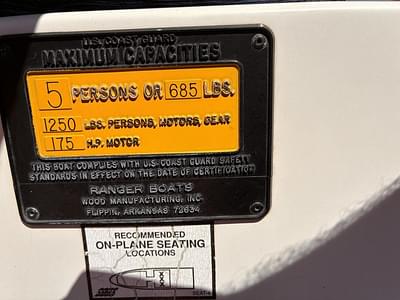 U.S. COAST GUARD
MAXIMUM CAPACITIES
5 PERSONS OR 685 LBS.
1250 LBS. PERSONS, MOTORS, GEAR
175 H.P. MOTOR
THIS BOAT COMPLIES WITH U.S. COAST GUARD SAFETY
STANDARDS IN EFFECT ON THE DATE OF CERTIFICATION
RANGER BOATS
WOOD MANUFACTURING, INC.
FLIPPIN, ARKANSAS 72634
RECOMMENDED
ON-PLANE SEATING
LOCATIONS